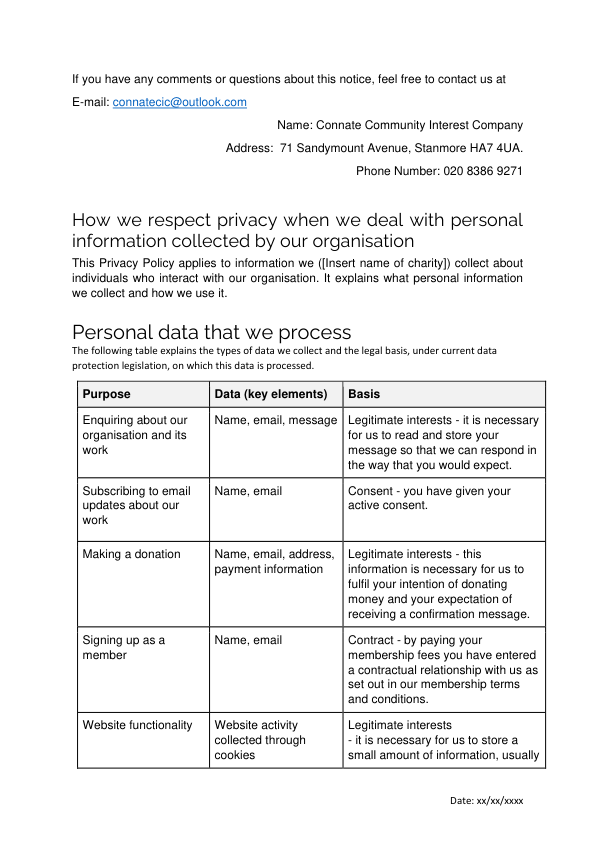 If you have any comments or questions about this notice, feel free to contact us at
E-mail: connatecic@outlook.com
Name: Connate Community Interest Company
Address:  71 Sandymount Avenue, Stanmore HA7 4UA.
Phone Number: 020 8386 9271
How we respect privacy when we deal with personal
information collected by our organisation
This Privacy Policy applies to information we ([Insert name of charity]) collect about
individuals who interact with our organisation. It explains what personal information
we collect and how we use it.
Personal data that we process
The following table explains the types of data we collect and the legal basis, under current data
protection legislation, on which this data is processed.
Purpose
Data (key elements)
Basis
Enquiring about our
organisation and its
work
Name, email, message
Legitimate interests - it is necessary
for us to read and store your
message so that we can respond in
the way that you would expect.
Subscribing to email
updates about our
work
Name, email
Consent - you have given your
active consent.
Making a donation
Name, email, address,
payment information
Legitimate interests - this
information is necessary for us to
fulfil your intention of donating
money and your expectation of
receiving a confirmation message.
Signing up as a
member
Name, email
Contract - by paying your
membership fees you have entered
a contractual relationship with us as
set out in our membership terms
and conditions.
Website functionality
Website activity
collected through
cookies
Legitimate interests
- it is necessary for us to store a
small amount of information, usually
Date: xx/xx/xxxx